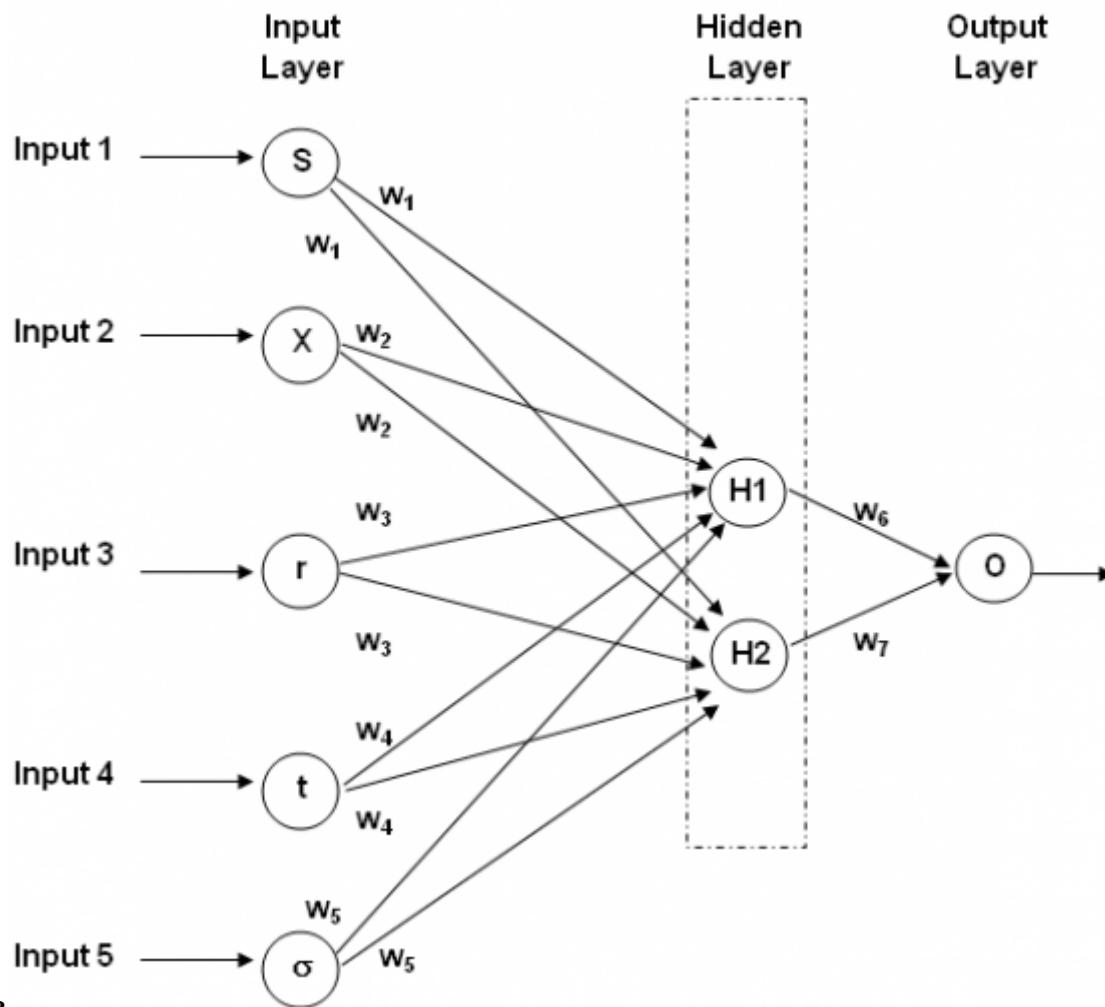 Input
Layer
Hidden
Layer
Output
Layer
Input 1
S
w₁
w₁
Input 2
X
w₂
w₂
H1
w₃
w₆
Input 3
r
O
w₃
H2
w₇
w₄
Input 4
t
w₄
w₅
Input 5
σ
w₅